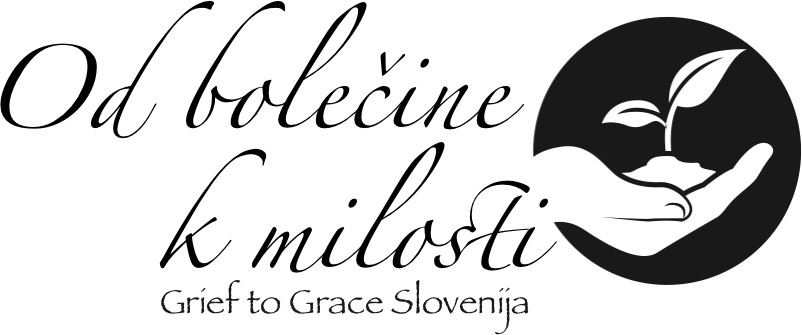 Od bolečine
k milosti
Grief to Grace Slovenija